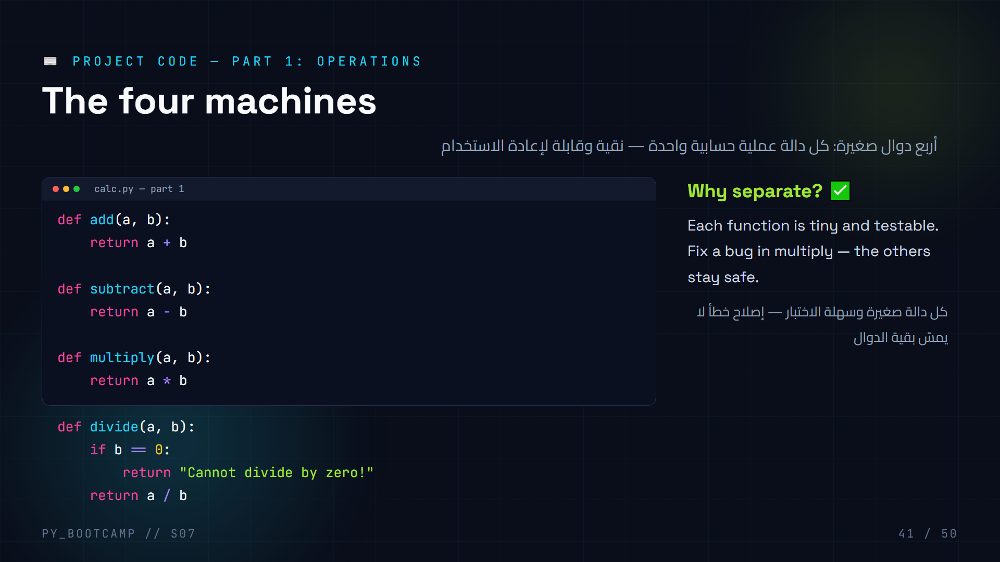 ⌨️ PROJECT CODE — PART 1: OPERATIONS
The four machines
أربع دوال صغيرة: كل دالة عملية حسابية واحدة — نقية وقابلة لإعادة الاستخدام
calc.py — part 1
def add(a, b):
    return a + b
def subtract(a, b):
    return a - b
def multiply(a, b):
    return a * b
def divide(a, b):
    if b == 0:
        return "Cannot divide by zero!"
    return a / b
Why separate? ✅
Each function is tiny and testable.
Fix a bug in multiply — the others
stay safe.
كل دالة صغيرة وسهلة الاختبار — إصلاح خطأ لا
يمسّ بقية الدوال
PY_BOOTCAMP // S07
41 / 50